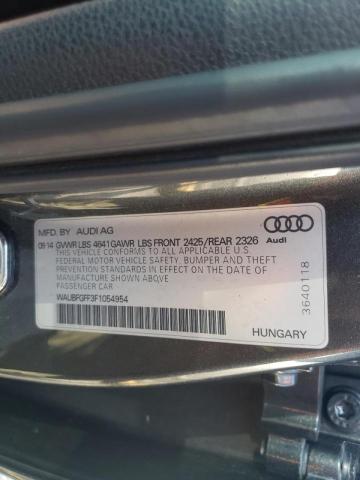 MFD. BY AUDI AG
09.14 GVWR LBS 4641 GAWR LBS FRONT 2425/REAR 2326
Audi
THIS VEHICLE CONFORMS TO ALL APPLICABLE U.S
FEDERAL MOTOR VEHICLE SAFETY, BUMPER AND THEFT
PREVENTION STANDARDS IN EFFECT ON THE DATE OF
MANUFACTURE SHOWN ABOVE
PASSENGER CAR
WAUBFGFF3F1054954
HUNGARY
3640118